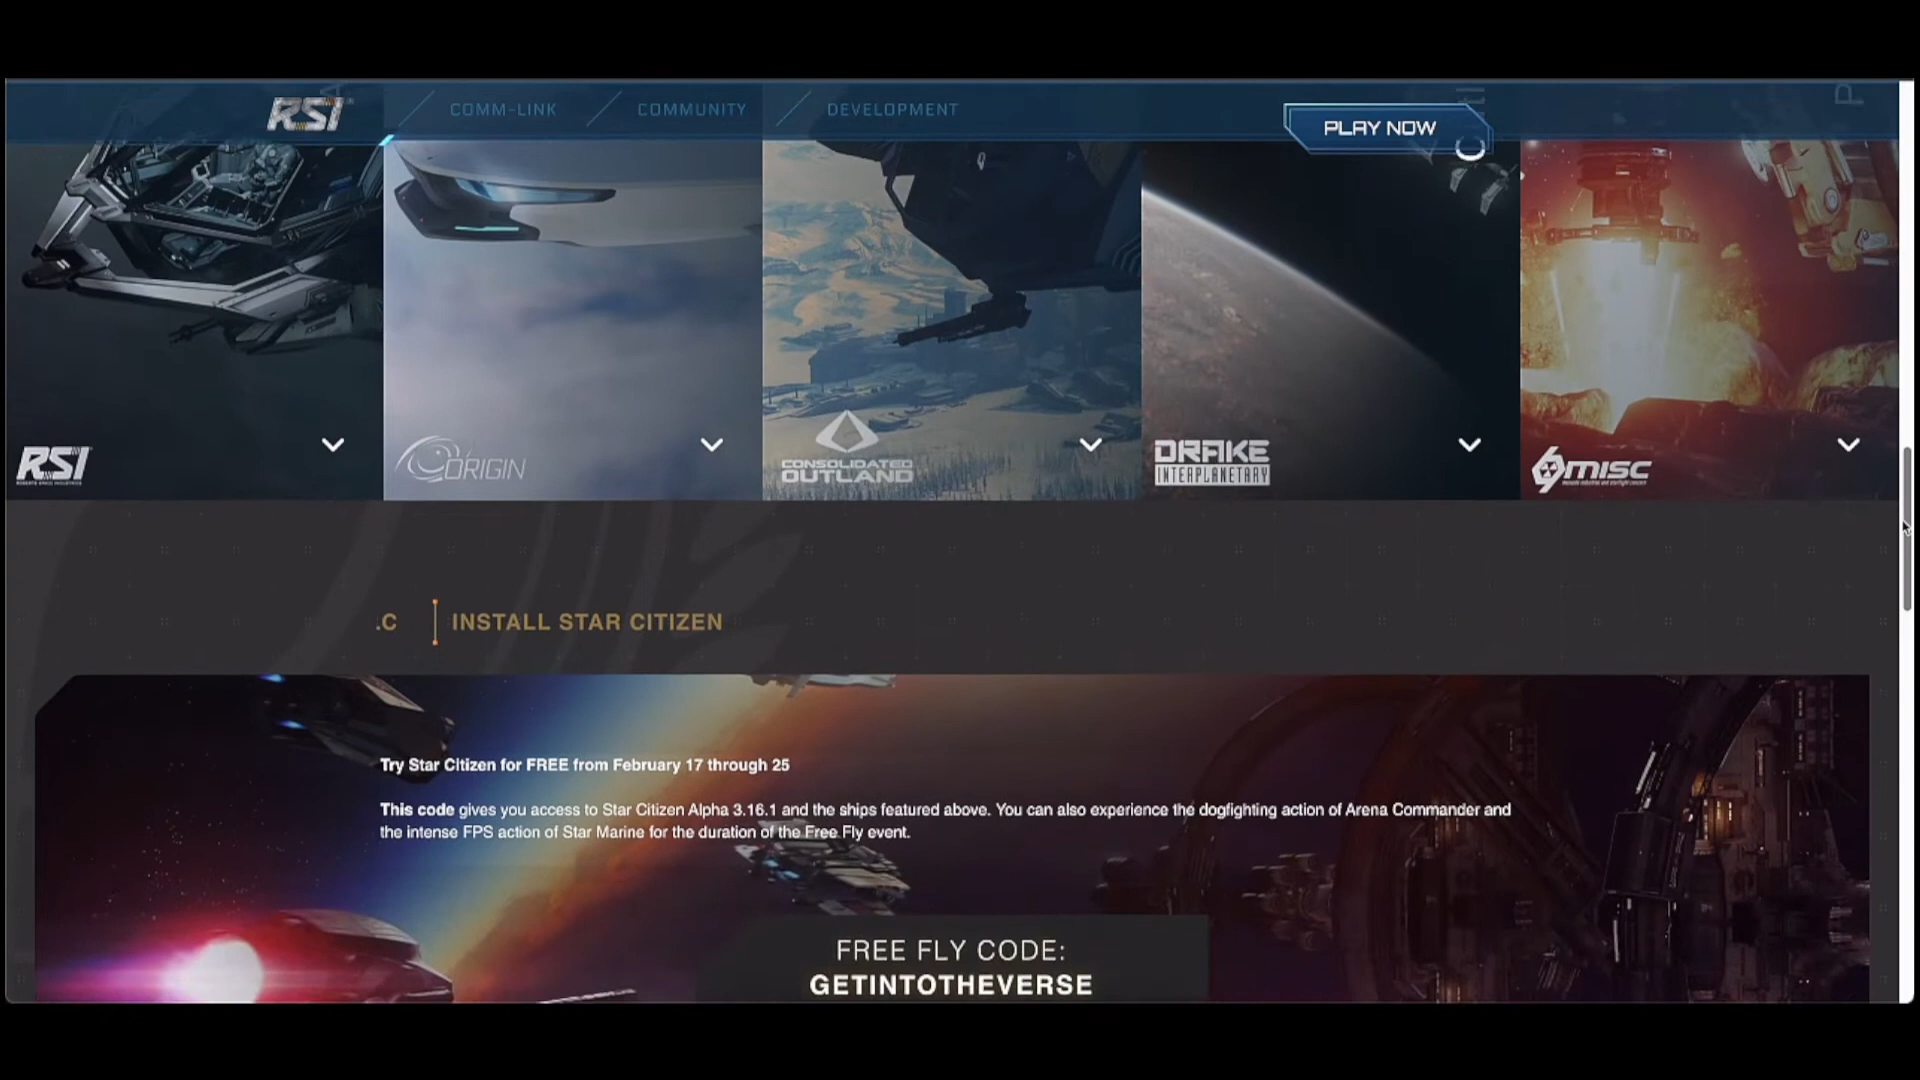 RSI
COMM-LINK
COMMUNITY
DEVELOPMENT
PLAY NOW
RSI
ORIGIN
CONSOLIDATED
OUTLAND
DRAKE
INTERPLANETARY
MISC
.C
INSTALL STAR CITIZEN
Try Star Citizen for FREE from February 17 through 25
This code gives you access to Star Citizen Alpha 3.16.1 and the ships featured above. You can also experience the dogfighting action of Arena Commander and
the intense FPS action of Star Marine for the duration of the Free Fly event.
FREE FLY CODE:
GETINTOTHEVERSE